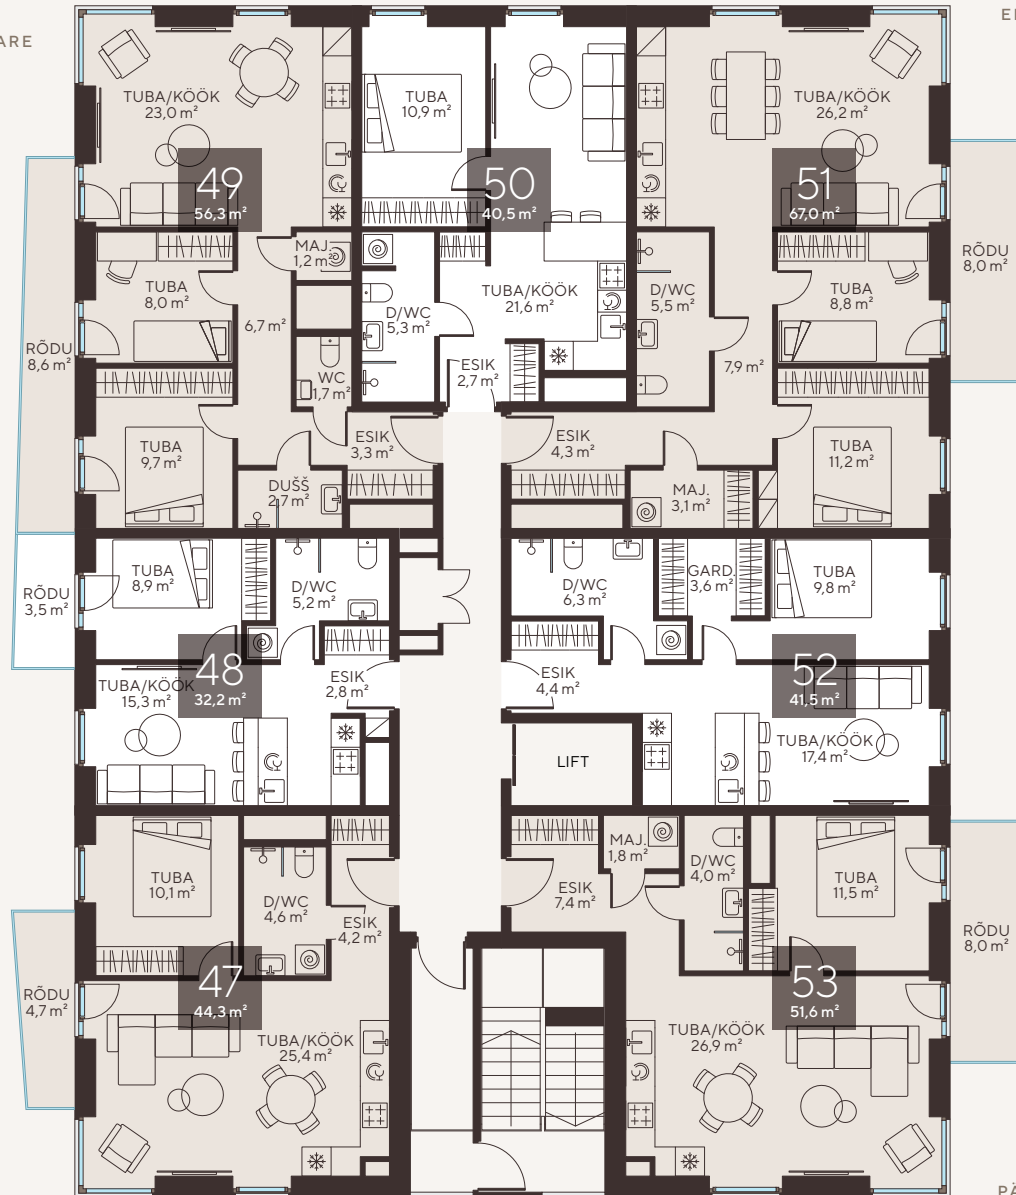 ARE
TUBA/KÖÖK
23,0 m²
49
56,3 m²
TUBA
10,9 m²
50
40,5 m²
TUBA/KÖÖK
26,2 m²
51
67,0 m²
RÕDU
8,0 m²
MAJ.
1,2 m²
TUBA
8,0 m²
6,7 m²
D/WC
5,3 m²
TUBA/KÖÖK
21,6 m²
D/WC
5,5 m²
TUBA
8,8 m²
RÕDU
8,6 m²
WC
1,7 m²
ESIK
2,7 m²
7,9 m²
TUBA
9,7 m²
ESIK
3,3 m²
ESIK
4,3 m²
TUBA
11,2 m²
DUŠŠ
2,7 m²
MAJ.
3,1 m²
RÕDU
3,5 m²
TUBA
8,9 m²
D/WC
5,2 m²
D/WC
6,3 m²
GARD.
3,6 m²
TUBA
9,8 m²
48
32,2 m²
TUBA/KÖÖK
15,3 m²
ESIK
2,8 m²
ESIK
4,4 m²
52
41,5 m²
TUBA/KÖÖK
17,4 m²
LIFT
TUBA
10,1 m²
D/WC
4,6 m²
ESIK
4,2 m²
ESIK
7,4 m²
MAJ.
1,8 m²
D/WC
4,0 m²
TUBA
11,5 m²
RÕDU
8,0 m²
RÕDU
4,7 m²
47
44,3 m²
53
51,6 m²
TUBA/KÖÖK
25,4 m²
TUBA/KÖÖK
26,9 m²